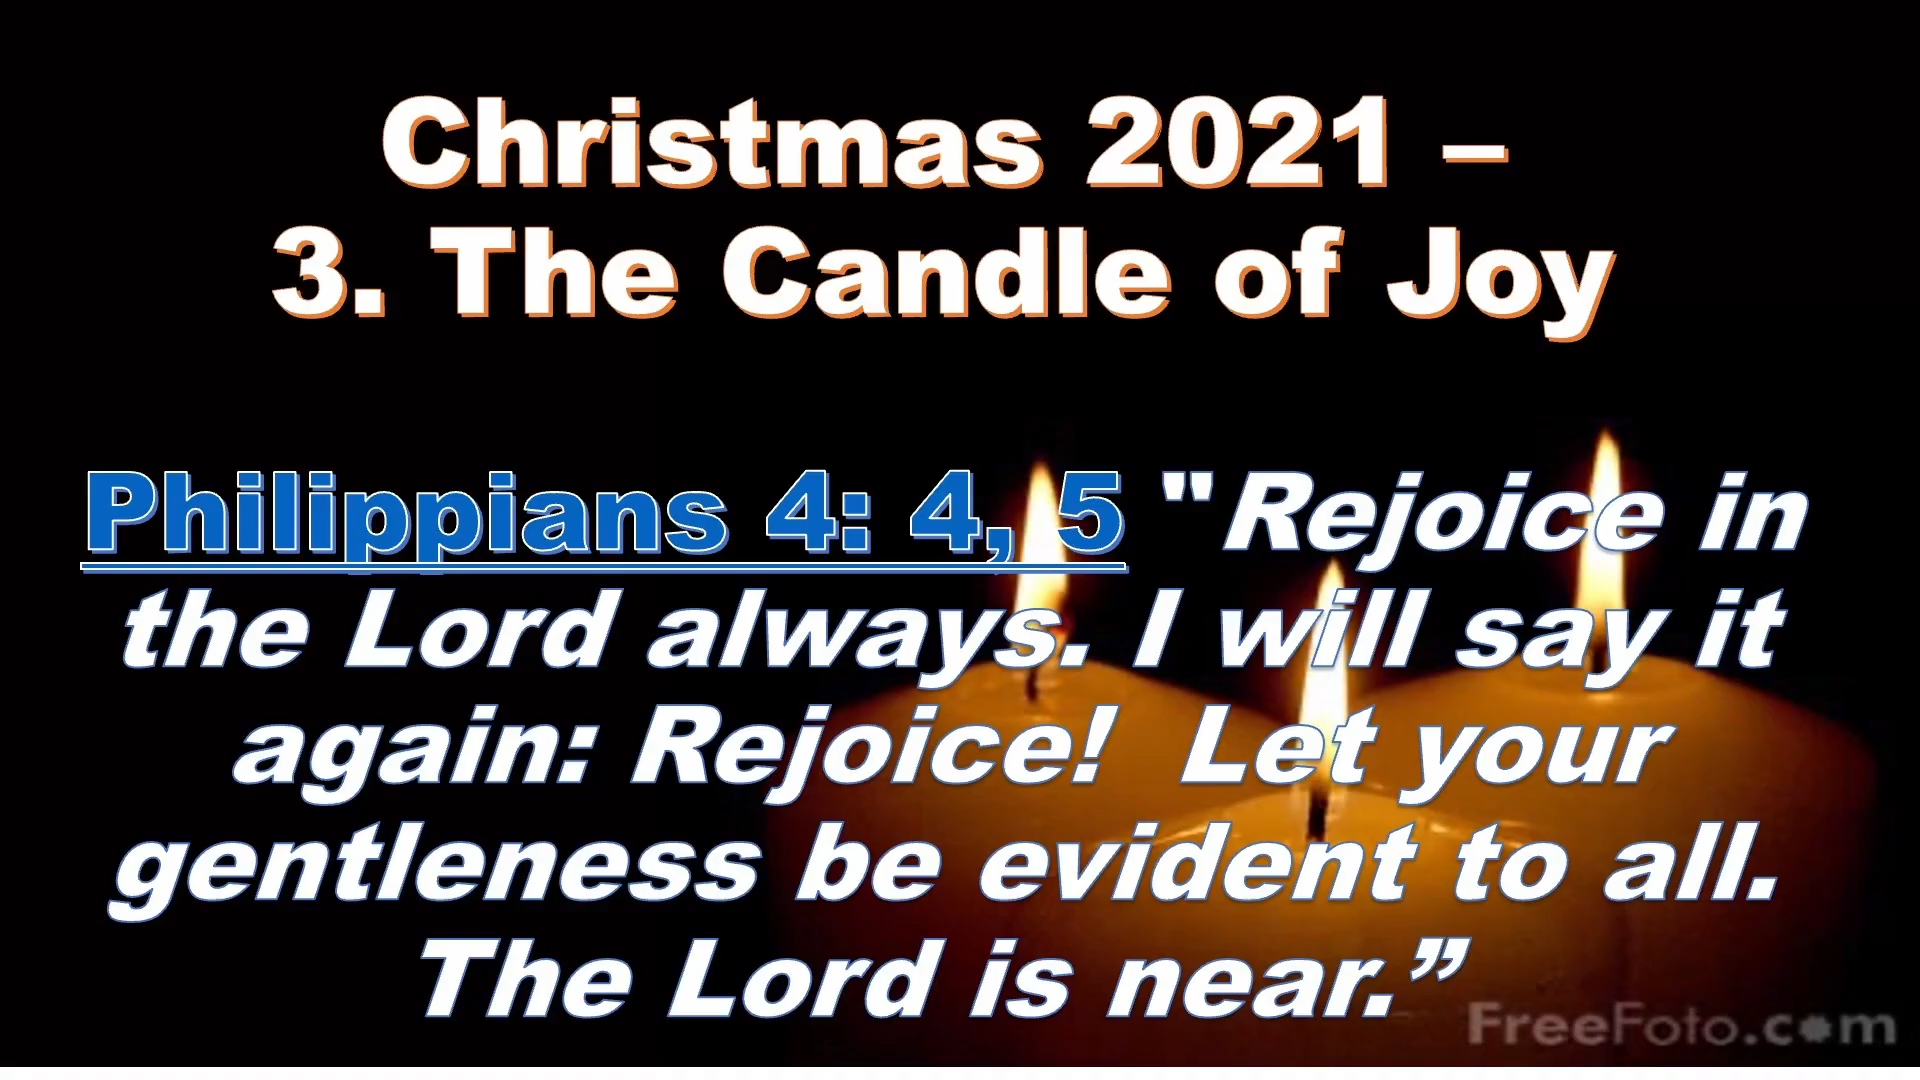 Christmas 2021 –
3. The Candle of Joy
Philippians 4: 4, 5 "Rejoice in
the Lord always. I will say it
again: Rejoice!  Let your
gentleness be evident to all.
The Lord is near.”
FreeFoto.com